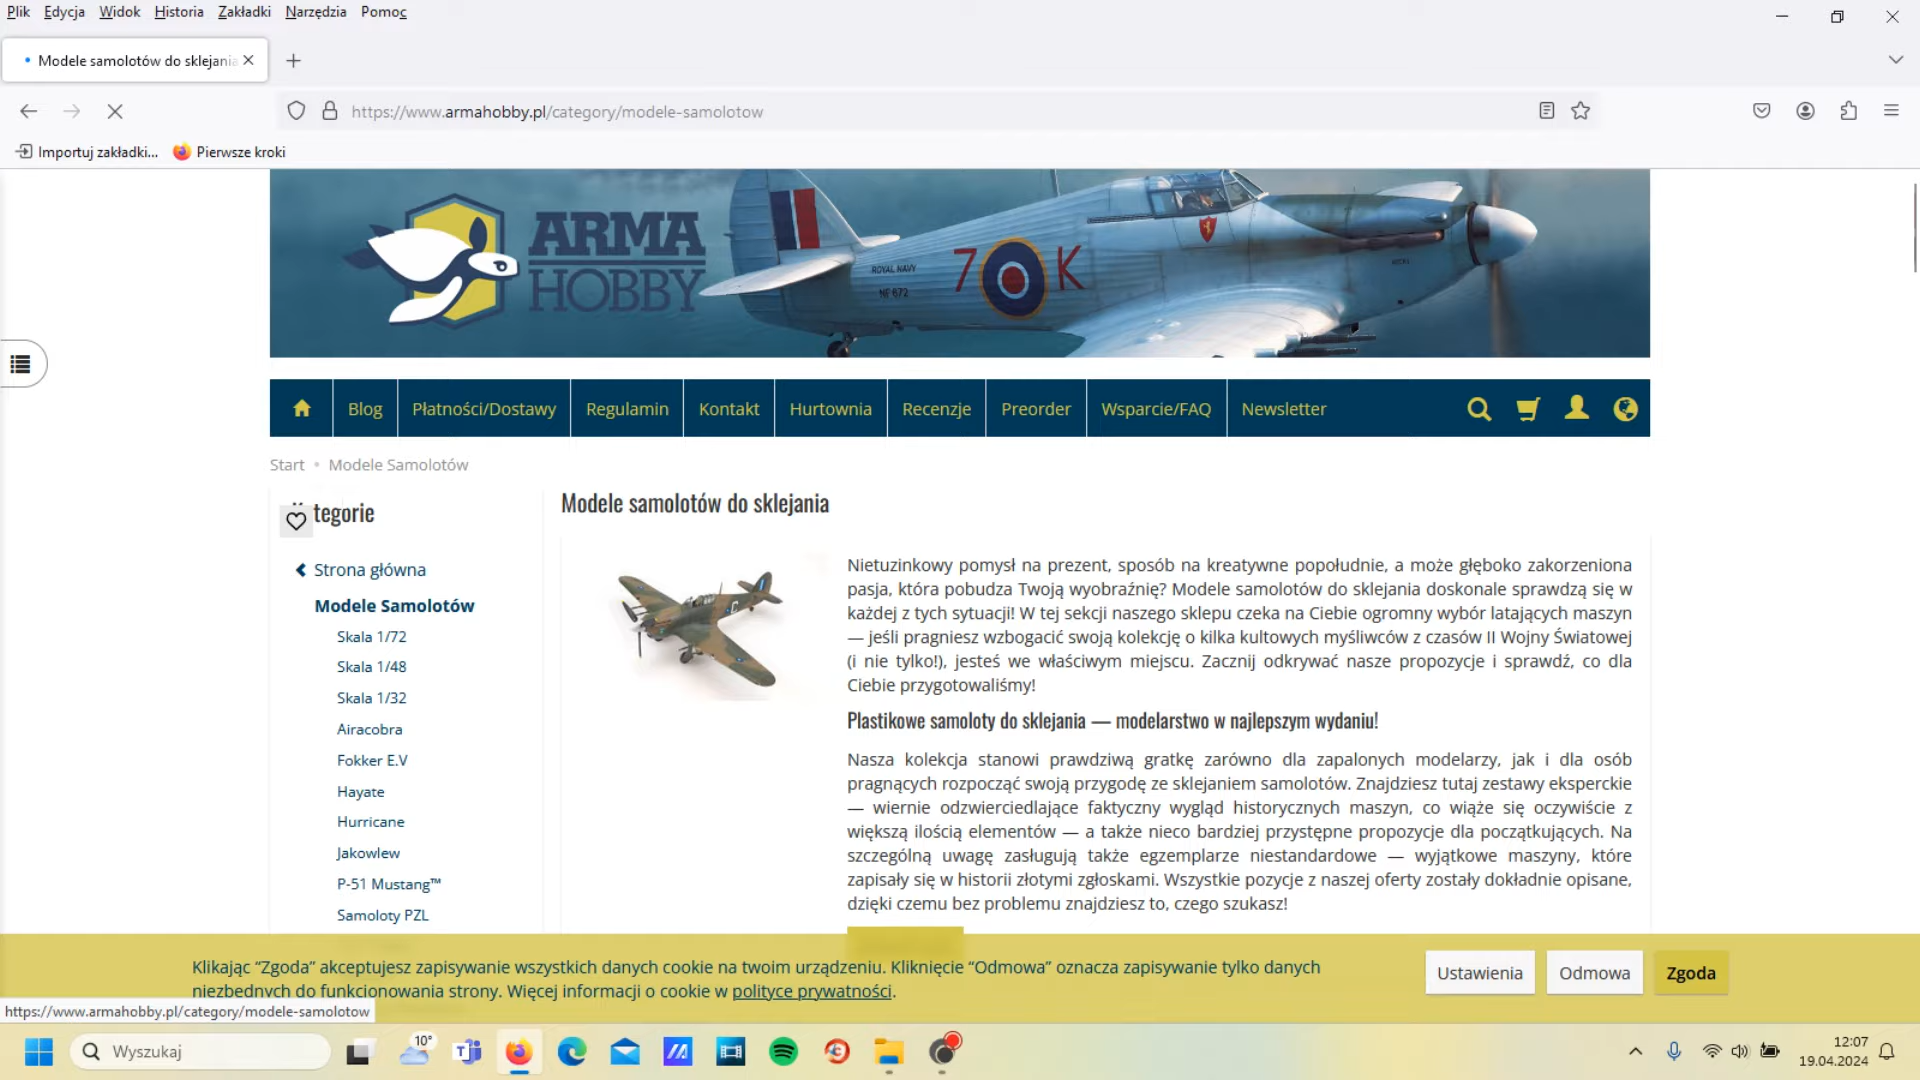 Plik Edycja Widok Historia Zakładki Narzędzia Pomoc
Modele samolotów do sklejania
https://www.armahobby.pl/category/modele-samolotow
Importuj zakładki... Pierwsze kroki
ARMA
HOBBY
ROYAL NAVY
NF 672
7 K
Blog Płatności/Dostawy Regulamin Kontakt Hurtownia Recenzje Preorder Wsparcie/FAQ Newsletter
Start • Modele Samolotów
tegorie
Strona główna
Modele Samolotów
Skala 1/72
Skala 1/48
Skala 1/32
Airacobra
Fokker E.V
Hayate
Hurricane
Jakowlew
P-51 Mustang™
Samoloty PZL
Modele samolotów do sklejania
Nietuzinkowy pomysł na prezent, sposób na kreatywne popołudnie, a może głęboko zakorzeniona
pasja, która pobudza Twoją wyobraźnię? Modele samolotów do sklejania doskonale sprawdzą się w
każdej z tych sytuacji! W tej sekcji naszego sklepu czeka na Ciebie ogromny wybór latających maszyn
— jeśli pragniesz wzbogacić swoją kolekcję o kilka kultowych myśliwców z czasów II Wojny Światowej
(i nie tylko!), jesteś we właściwym miejscu. Zacznij odkrywać nasze propozycje i sprawdź, co dla
Ciebie przygotowaliśmy!
Plastikowe samoloty do sklejania — modelarstwo w najlepszym wydaniu!
Nasza kolekcja stanowi prawdziwą gratkę zarówno dla zapalonych modelarzy, jak i dla osób
pragnących rozpocząć swoją przygodę ze sklejaniem samolotów. Znajdziesz tutaj zestawy eksperckie
— wiernie odzwierciedlające faktyczny wygląd historycznych maszyn, co wiąże się oczywiście z
większą ilością elementów — a także nieco bardziej przystępne propozycje dla początkujących. Na
szczególną uwagę zasługują także egzemplarze niestandardowe — wyjątkowe maszyny, które
zapisały się w historii złotymi zgłoskami. Wszystkie pozycje z naszej oferty zostały dokładnie opisane,
dzięki czemu bez problemu znajdziesz to, czego szukasz!
Klikając “Zgoda” akceptujesz zapisywanie wszystkich danych cookie na twoim urządzeniu. Kliknięcie “Odmowa” oznacza zapisywanie tylko danych
niezbędnych do funkcjonowania strony. Więcej informacji o cookie w polityce prywatności.
Ustawienia Odmowa Zgoda
https://www.armahobby.pl/category/modele-samolotow
Wyszukaj
10°
12:07
19.04.2024